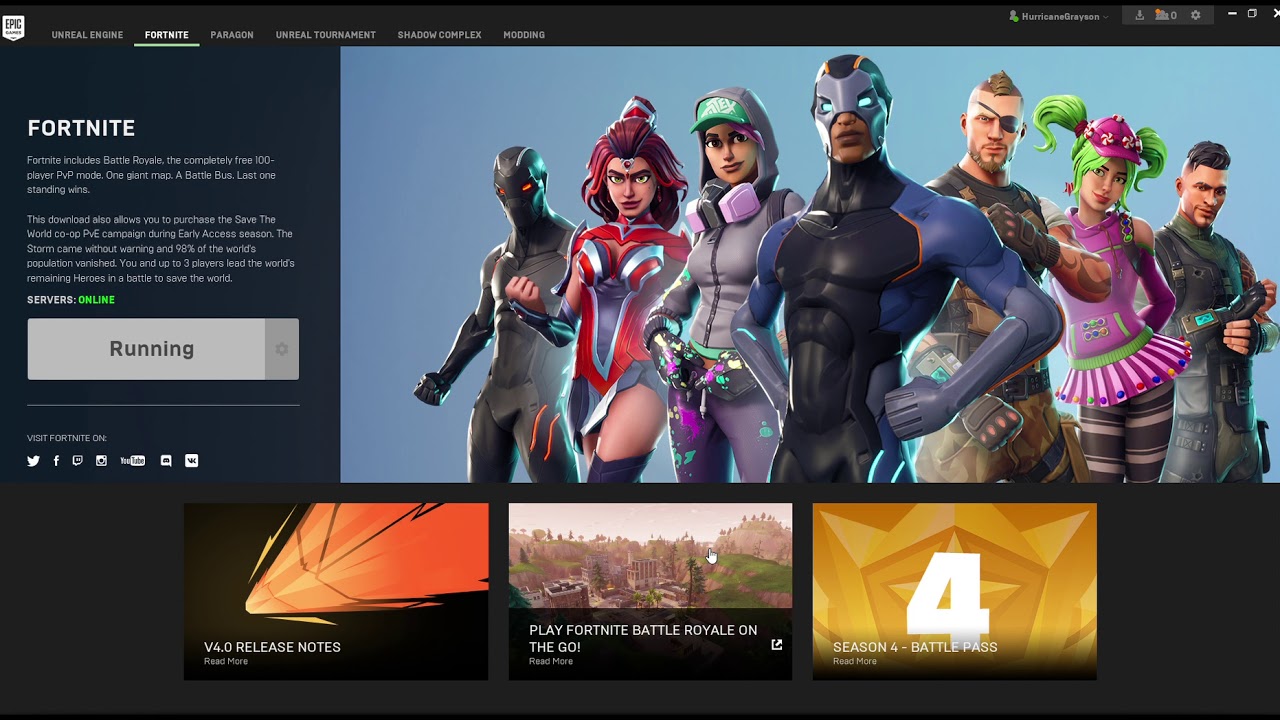 EPIC
GAMES
HurricaneGrayson
0
UNREAL ENGINE
FORTNITE
PARAGON
UNREAL TOURNAMENT
SHADOW COMPLEX
MODDING
FORTNITE
Fortnite includes Battle Royale, the completely free 100-
player PvP mode. One giant map. A Battle Bus. Last one
standing wins.
This download also allows you to purchase the Save The
World co-op PvE campaign during Early Access season. The
Storm came without warning and 98% of the world's
population vanished. You and up to 3 players lead the world's
remaining Heroes in a battle to save the world.
SERVERS: ONLINE
Running
VISIT FORTNITE ON:
YouTube
V4.0 RELEASE NOTES
Read More
PLAY FORTNITE BATTLE ROYALE ON
THE GO!
Read More
4
SEASON 4 - BATTLE PASS
Read More